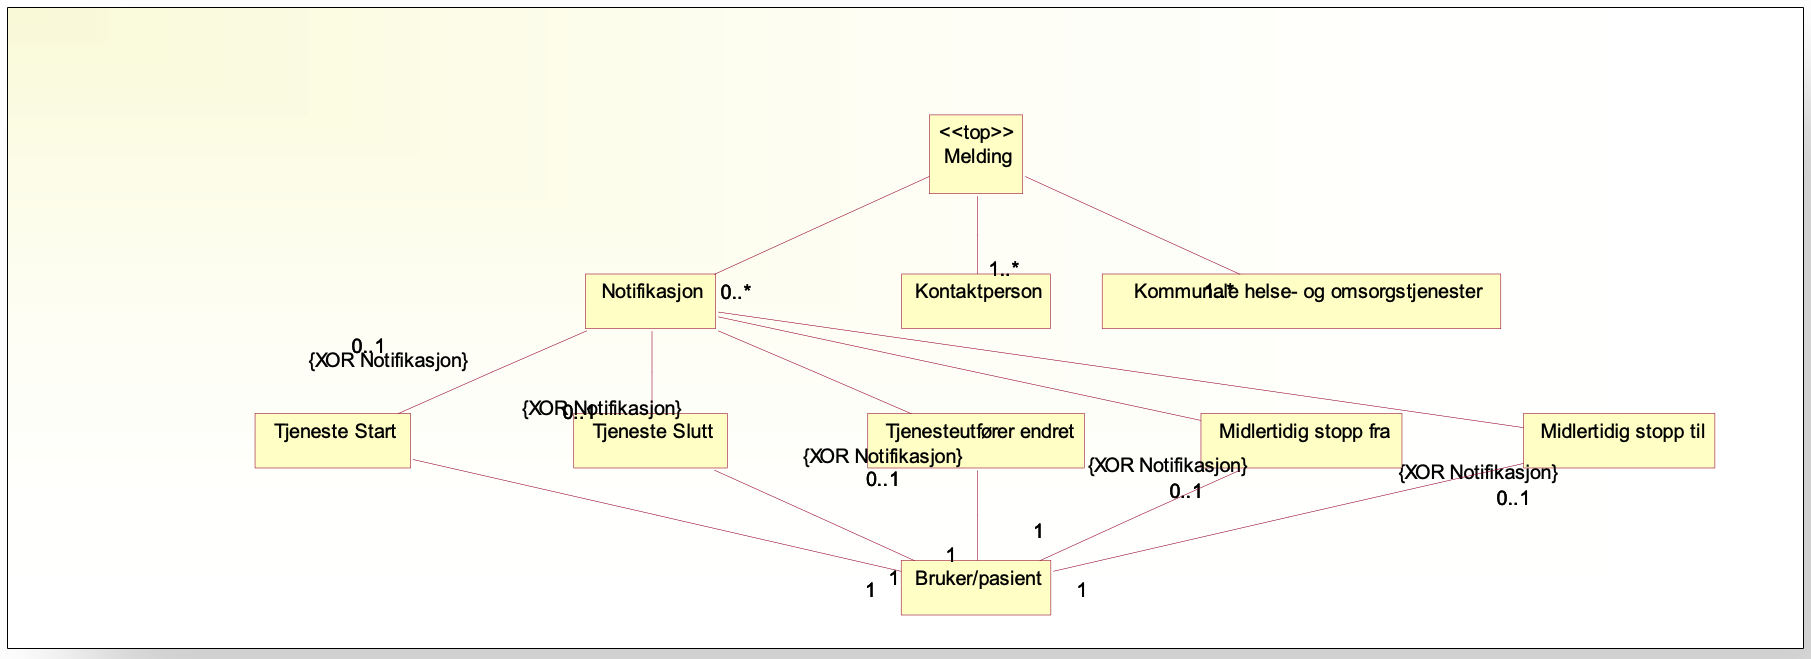 <<top>>
Melding
1..*
Notifikasjon
0..*
Kontaktperson
Kommunale helse- og omsorgstjenester
1..*
0..1
{XOR Notifikasjon}
{XOR Notifikasjon}
0..1
Tjeneste Start
Tjeneste Slutt
Tjenesteutfører endret
Midlertidig stopp fra
Midlertidig stopp til
{XOR Notifikasjon}
0..1
{XOR Notifikasjon}
0..1
{XOR Notifikasjon}
0..1
1
1
1
Bruker/pasient
1
1